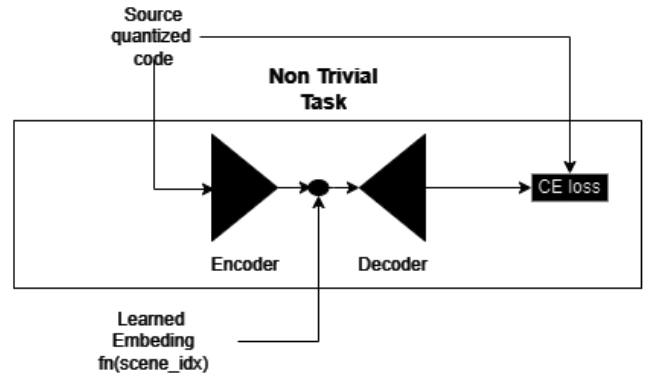 Source
quantized
code
Non Trivial
Task
CE loss
Encoder
Decoder
Learned
Embeding
fn(scene_idx)